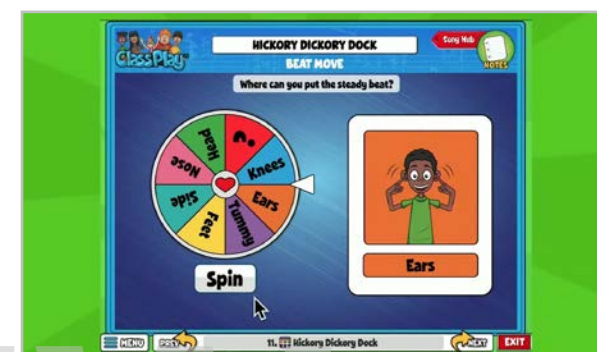 ClassPlay
HICKORY DICKORY DOCK
Song Hub
NOTES
BEAT MOVE
Where can you put the steady beat?
Head
?
Knees
Ears
Tummy
Feet
Side
Nose
Spin
Ears
MENU
PREV
11. Hickory Dickory Dock
NEXT
EXIT